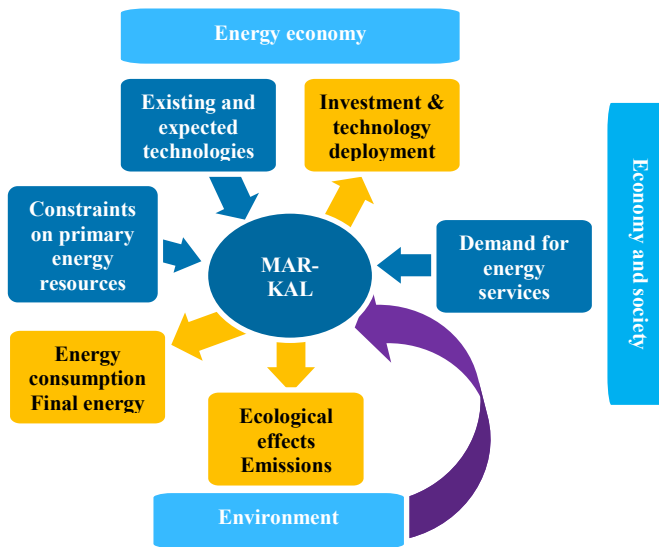 Energy economy
Existing and
expected
technologies
Investment &
technology
deployment
Constraints
on primary
energy
resources
MAR-
KAL
Demand for
energy
services
Economy and society
Energy
consumption
Final energy
Ecological
effects
Emissions
Environment